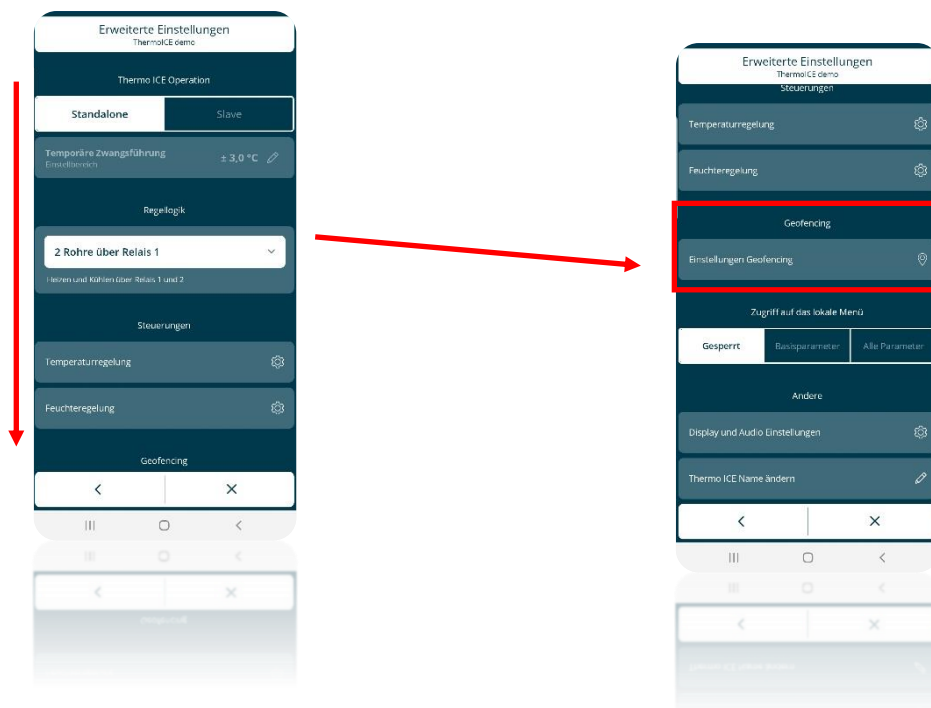 Erweiterte Einstellungen
ThermoICE demo
Thermo ICE Operation
Standalone
Slave
Temporäre Zwangsführung
± 3,0 °C
Einstellbereich
Regellogik
2 Rohre über Relais 1
Heizen und Kühlen über Relais 1 und 2
Steuerungen
Temperaturregelung
Feuchteregelung
Geofencing
Erweiterte Einstellungen
ThermoICE demo
Steuerungen
Temperaturregelung
Feuchteregelung
Geofencing
Einstellungen Geofencing
Zugriff auf das lokale Menü
Gesperrt
Basisparameter
Alle Parameter
Andere
Display und Audio Einstellungen
Thermo ICE Name ändern